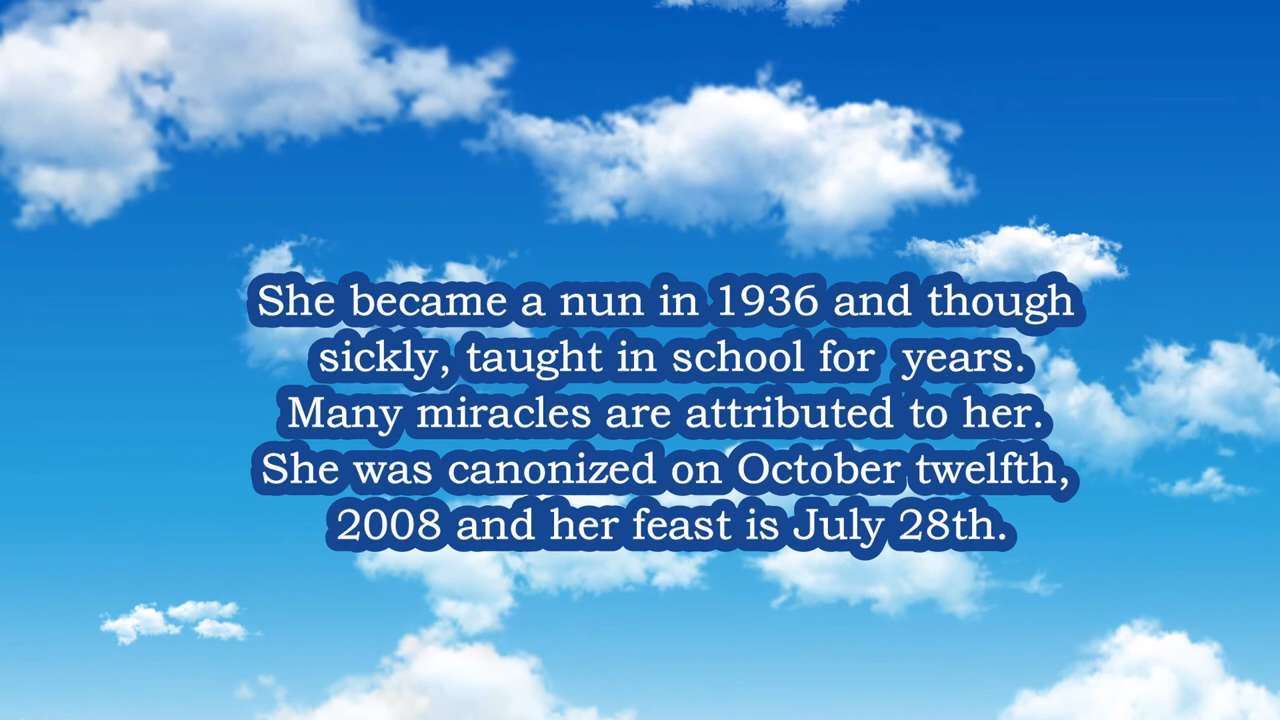 She became a nun in 1936 and though
sickly, taught in school for  years.
Many miracles are attributed to her.
She was canonized on October twelfth,
2008 and her feast is July 28th.